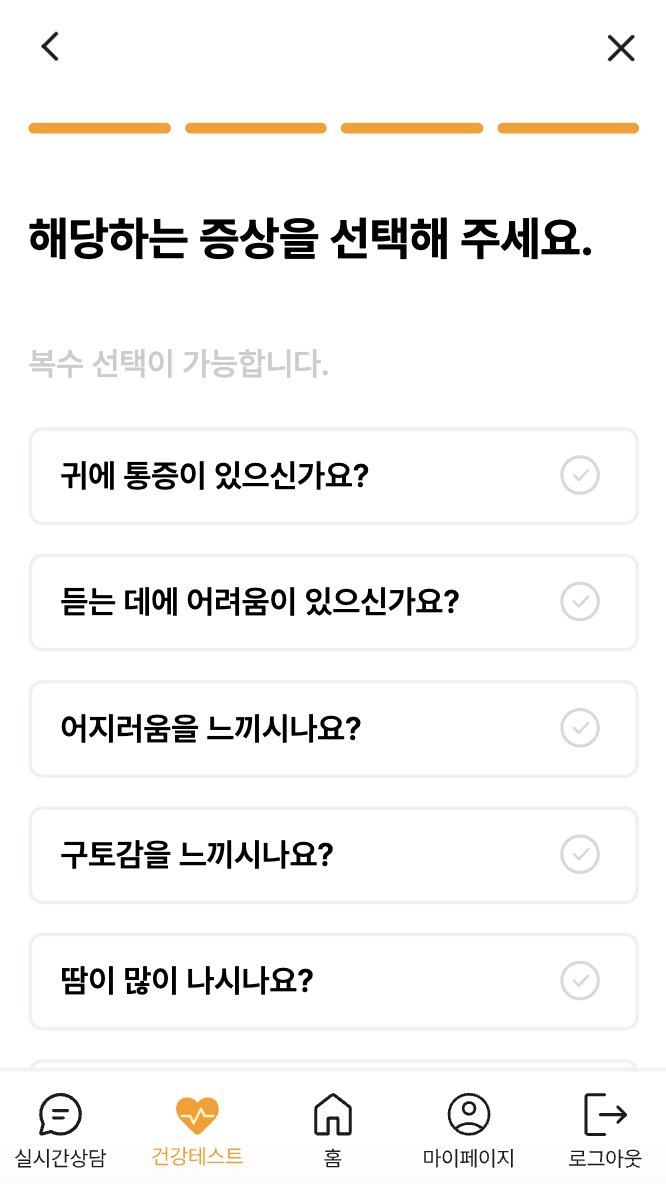 해당하는 증상을 선택해 주세요.
복수 선택이 가능합니다.
귀에 통증이 있으신가요?
듣는 데에 어려움이 있으신가요?
어지러움을 느끼시나요?
구토감을 느끼시나요?
땀이 많이 나시나요?
실시간상담 건강테스트 홈 마이페이지 로그아웃